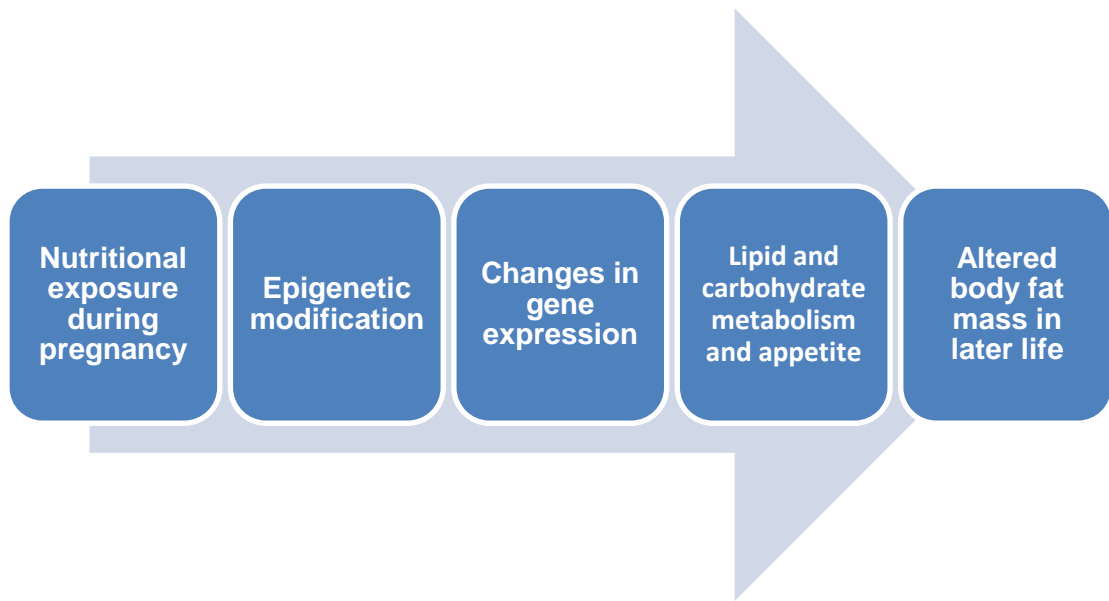 Nutritional
exposure
during
pregnancy
Epigenetic
modification
Changes in
gene
expression
Lipid and
carbohydrate
metabolism
and appetite
Altered
body fat
mass in
later life